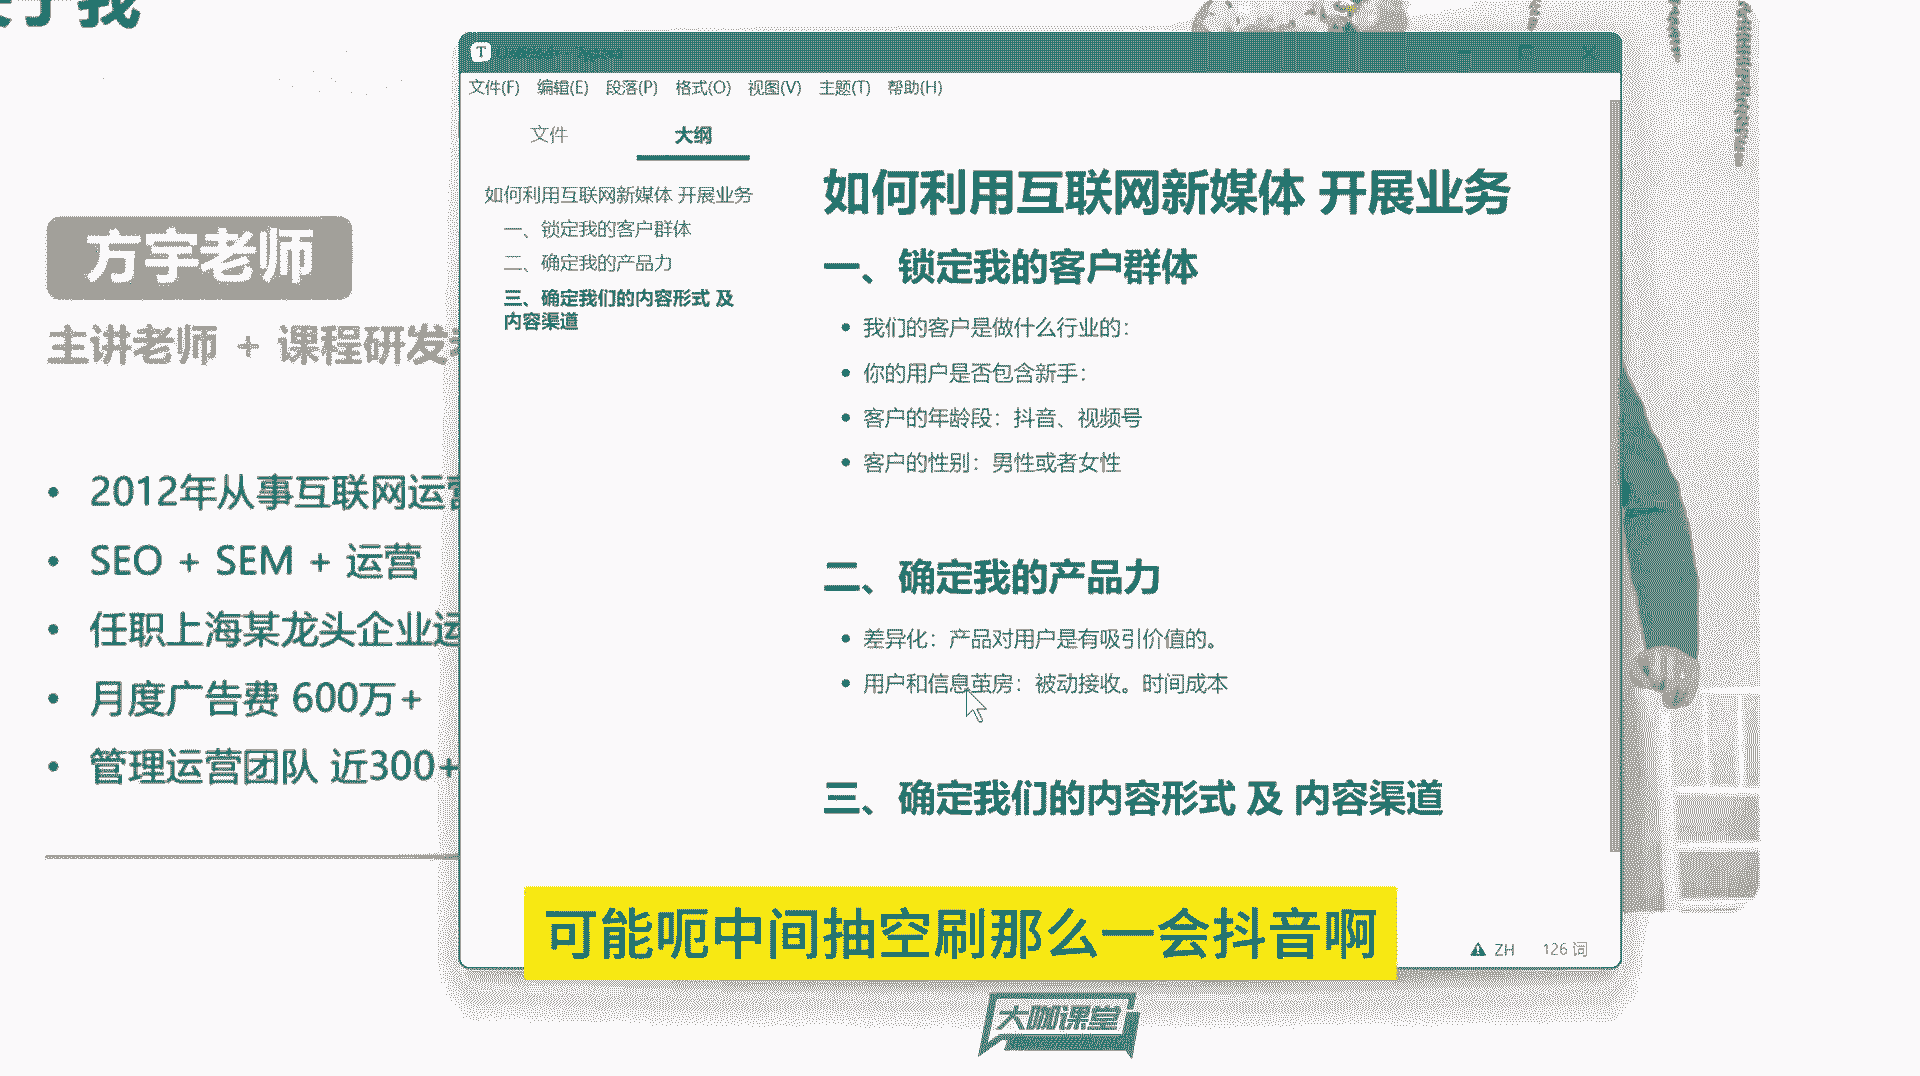 方宇老师
主讲老师 + 课程研发
2012年从事互联网运营
SEO + SEM + 运营
任职上海某龙头企业运
月度广告费 600万+
管理运营团队 近300+
T
文件(F) 编辑(E) 段落(P) 格式(O) 视图(V) 主题(T) 帮助(H)
文件 大纲
如何利用互联网新媒体 开展业务
一、锁定我的客户群体
二、确定我的产品力
三、确定我们的内容形式 及
内容渠道
如何利用互联网新媒体 开展业务
一、锁定我的客户群体
我们的客户是做什么行业的：
你的用户是否包含新手：
客户的年龄段：抖音、视频号
客户的性别：男性或者女性
二、确定我的产品力
差异化：产品对用户是有吸引价值的。
用户和信息茧房：被动接收。时间成本
三、确定我们的内容形式 及 内容渠道
ZH 126 词
可能呃中间抽空刷那么一会抖音啊
大咖课堂